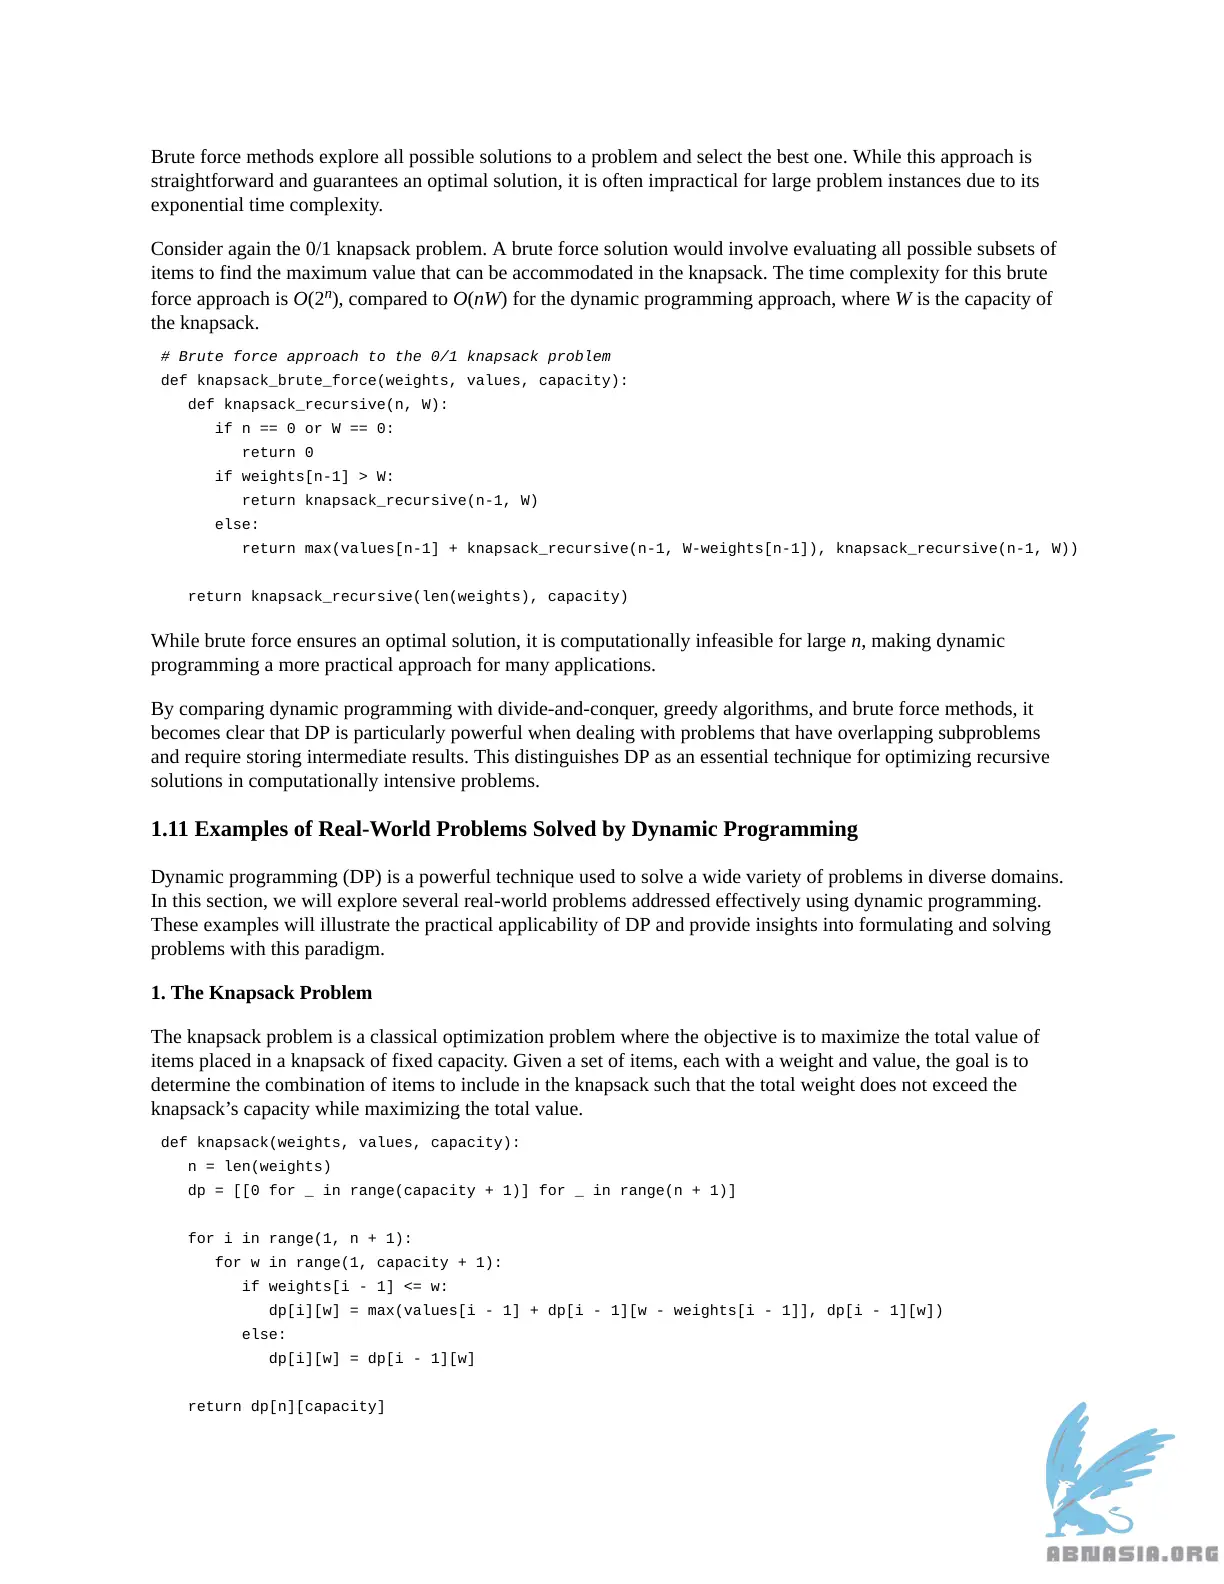 Brute force methods explore all possible solutions to a problem and select the best one. While this approach is
straightforward and guarantees an optimal solution, it is often impractical for large problem instances due to its
exponential time complexity.
Consider again the 0/1 knapsack problem. A brute force solution would involve evaluating all possible subsets of
items to find the maximum value that can be accommodated in the knapsack. The time complexity for this brute
force approach is O(2ⁿ), compared to O(nW) for the dynamic programming approach, where W is the capacity of
the knapsack.
# Brute force approach to the 0/1 knapsack problem
def knapsack_brute_force(weights, values, capacity):
   def knapsack_recursive(n, W):
      if n == 0 or W == 0:
         return 0
      if weights[n-1] > W:
         return knapsack_recursive(n-1, W)
      else:
         return max(values[n-1] + knapsack_recursive(n-1, W-weights[n-1]), knapsack_recursive(n-1, W))
   return knapsack_recursive(len(weights), capacity)
While brute force ensures an optimal solution, it is computationally infeasible for large n, making dynamic
programming a more practical approach for many applications.
By comparing dynamic programming with divide-and-conquer, greedy algorithms, and brute force methods, it
becomes clear that DP is particularly powerful when dealing with problems that have overlapping subproblems
and require storing intermediate results. This distinguishes DP as an essential technique for optimizing recursive
solutions in computationally intensive problems.
1.11 Examples of Real-World Problems Solved by Dynamic Programming
Dynamic programming (DP) is a powerful technique used to solve a wide variety of problems in diverse domains.
In this section, we will explore several real-world problems addressed effectively using dynamic programming.
These examples will illustrate the practical applicability of DP and provide insights into formulating and solving
problems with this paradigm.
1. The Knapsack Problem
The knapsack problem is a classical optimization problem where the objective is to maximize the total value of
items placed in a knapsack of fixed capacity. Given a set of items, each with a weight and value, the goal is to
determine the combination of items to include in the knapsack such that the total weight does not exceed the
knapsack’s capacity while maximizing the total value.
def knapsack(weights, values, capacity):
   n = len(weights)
   dp = [[0 for _ in range(capacity + 1)] for _ in range(n + 1)]
   for i in range(1, n + 1):
      for w in range(1, capacity + 1):
         if weights[i - 1] <= w:
            dp[i][w] = max(values[i - 1] + dp[i - 1][w - weights[i - 1]], dp[i - 1][w])
         else:
            dp[i][w] = dp[i - 1][w]
   return dp[n][capacity]
ABNASIA.ORG